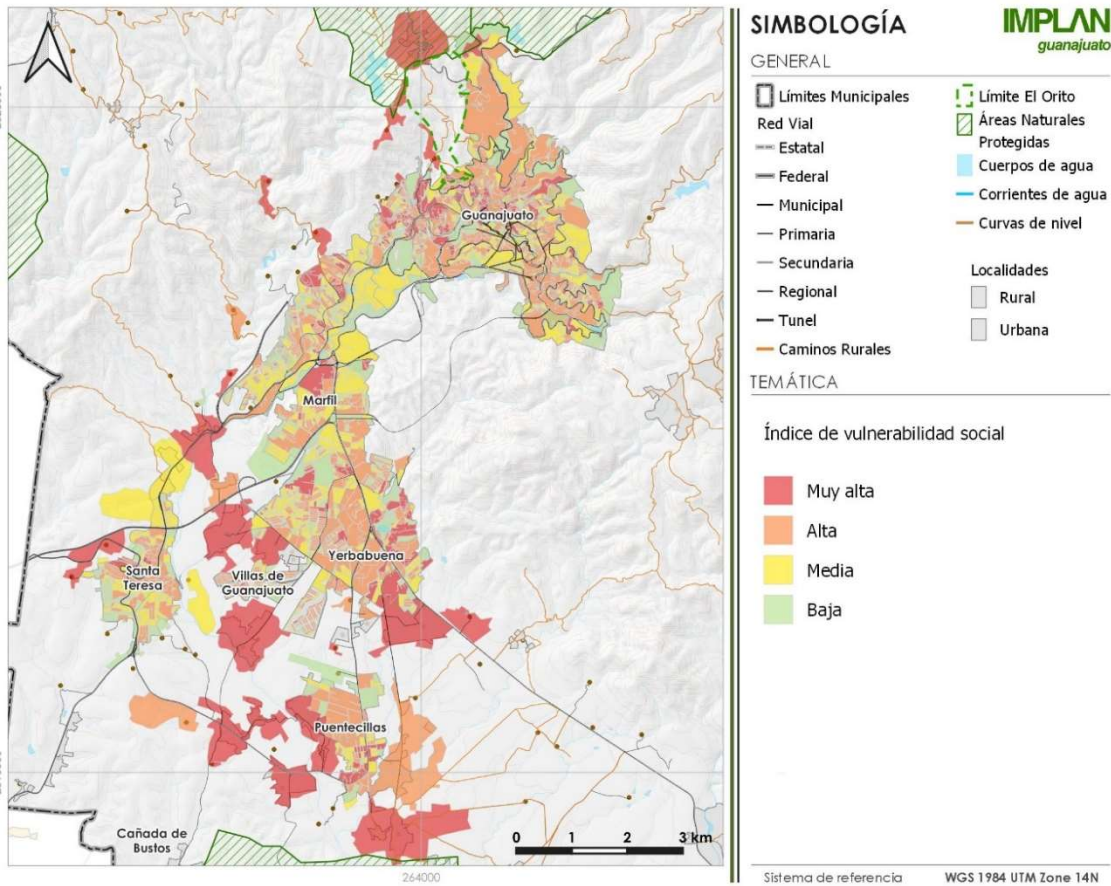 Guanajuato
Marfil
Yerbabuena
Santa
Teresa
Villas de
Guanajuato
Puentecillas
Cañada de
Bustos
0 1 2 3 km
264000
SIMBOLOGÍA
IMPLAN
guanajuato
GENERAL
Límites Municipales
Red Vial
Estatal
Federal
Municipal
Primaria
Secundaria
Regional
Tunel
Caminos Rurales
Límite El Orito
Áreas Naturales
Protegidas
Cuerpos de agua
Corrientes de agua
Curvas de nivel
Localidades
Rural
Urbana
TEMÁTICA
Índice de vulnerabilidad social
Muy alta
Alta
Media
Baja
Sistema de referencia WGS 1984 UTM Zone 14N